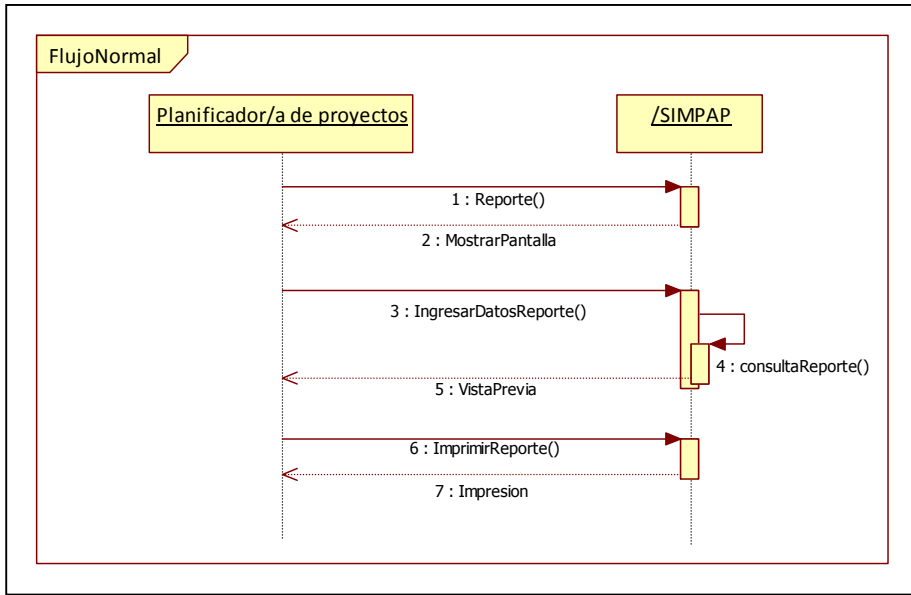 FlujoNormal
Planificador/a de proyectos
/SIMPAP
1 : Reporte()
2 : MostrarPantalla
3 : IngresarDatosReporte()
4 : consultaReporte()
5 : VistaPrevia
6 : ImprimirReporte()
7 : Impresion